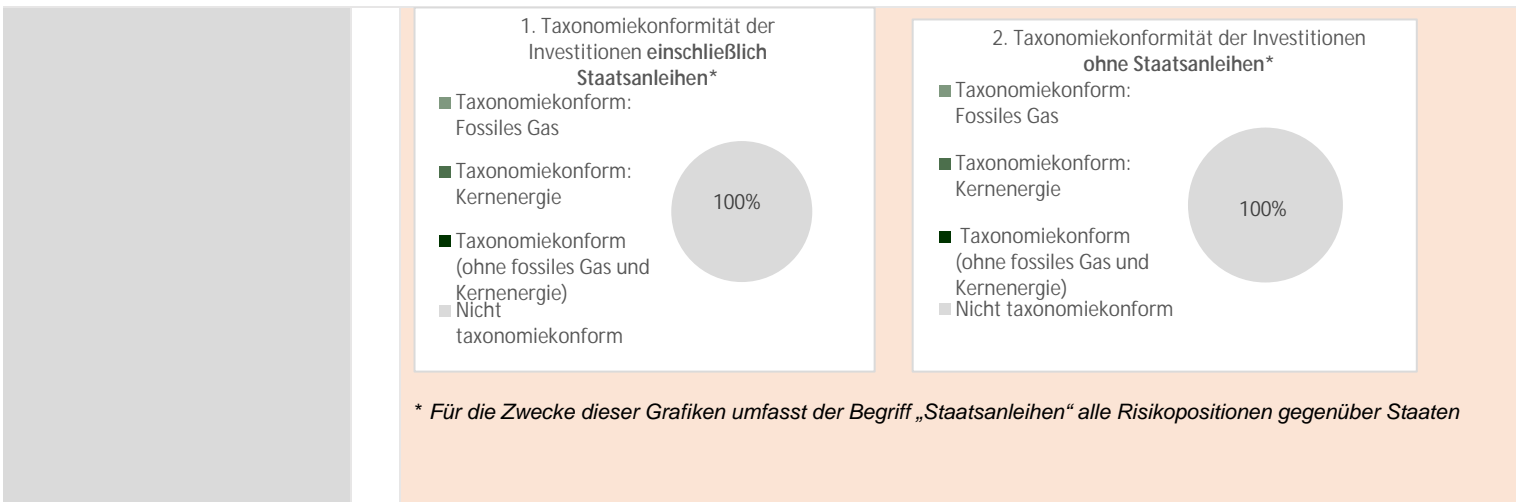 1. Taxonomiekonformität der
Investitionen einschließlich
Staatsanleihen*
Taxonomiekonform:
Fossiles Gas
Taxonomiekonform:
Kernenergie
Taxonomiekonform
(ohne fossiles Gas und
Kernenergie)
Nicht
taxonomiekonform
100%
2. Taxonomiekonformität der Investitionen
ohne Staatsanleihen*
Taxonomiekonform:
Fossiles Gas
Taxonomiekonform:
Kernenergie
Taxonomiekonform
(ohne fossiles Gas und
Kernenergie)
Nicht taxonomiekonform
100%
* Für die Zwecke dieser Grafiken umfasst der Begriff „Staatsanleihen“ alle Risikopositionen gegenüber Staaten